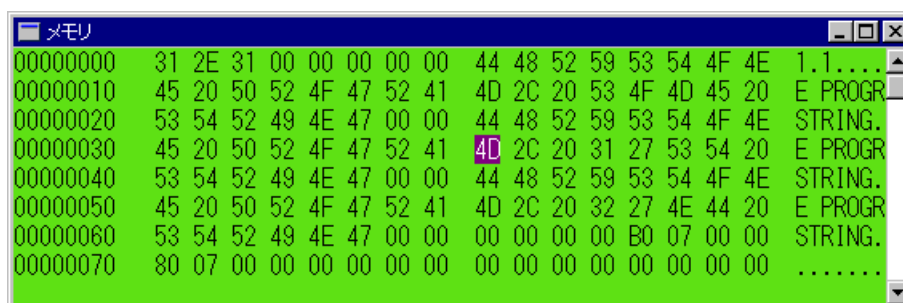 メモリ
00000000 31 2E 31 00 00 00 00 00 44 48 52 59 53 54 4F 4E 1.1....
00000010 45 20 50 52 4F 47 52 41 4D 2C 20 53 4F 4D 45 20 E PROGR
00000020 53 54 52 49 4E 47 00 00 44 48 52 59 53 54 4F 4E STRING.
00000030 45 20 50 52 4F 47 52 41 4D 2C 20 31 27 53 54 20 E PROGR
00000040 53 54 52 49 4E 47 00 00 44 48 52 59 53 54 4F 4E STRING.
00000050 45 20 50 52 4F 47 52 41 4D 2C 20 32 27 4E 44 20 E PROGR
00000060 53 54 52 49 4E 47 00 00 00 00 00 00 B0 07 00 00 STRING.
00000070 80 07 00 00 00 00 00 00 00 00 00 00 00 00 00 00 .......